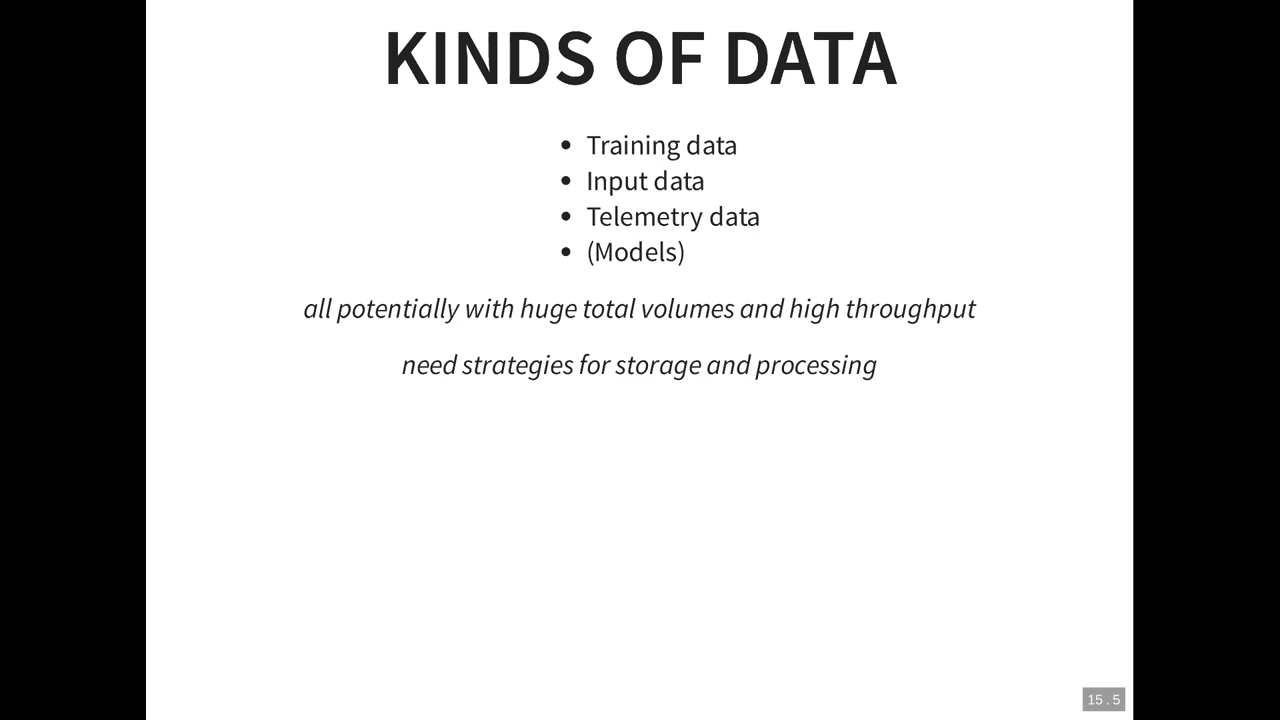 KINDS OF DATA
• Training data
• Input data
• Telemetry data
• (Models)
all potentially with huge total volumes and high throughput
need strategies for storage and processing
15 . 5